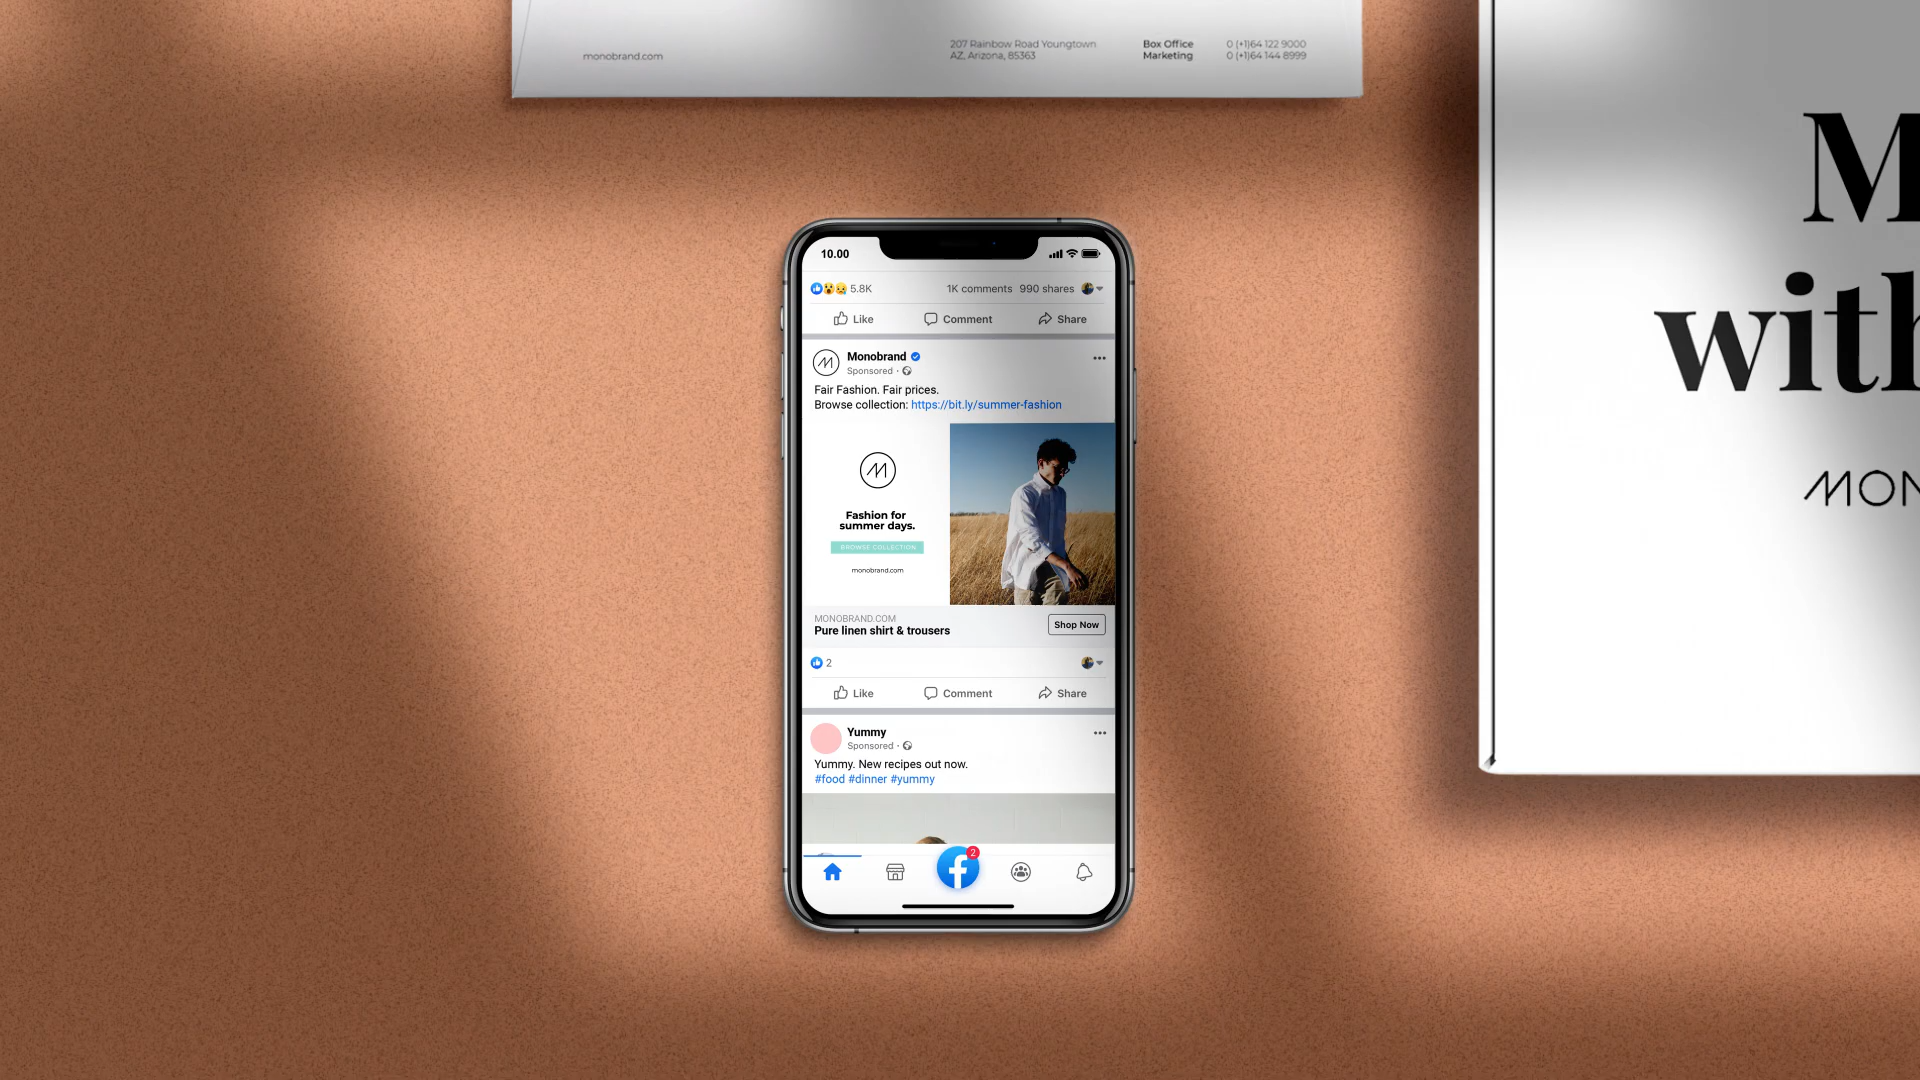 monobrand.com
207 Rainbow Road Youngtown
AZ, Arizona, 85363
Box Office
Marketing
0 (+1)64 122 9000
0 (+1)64 144 8999
M
with
MON
10.00
5.8K
1K comments 990 shares
Like Comment Share
Monobrand
Sponsored ·
Fair Fashion. Fair prices.
Browse collection: https://bit.ly/summer-fashion
Fashion for
summer days.
BROWSE COLLECTION
monobrand.com
MONOBRAND.COM
Pure linen shirt & trousers
Shop Now
2
Like Comment Share
Yummy
Sponsored ·
Yummy. New recipes out now.
#food #dinner #yummy
2